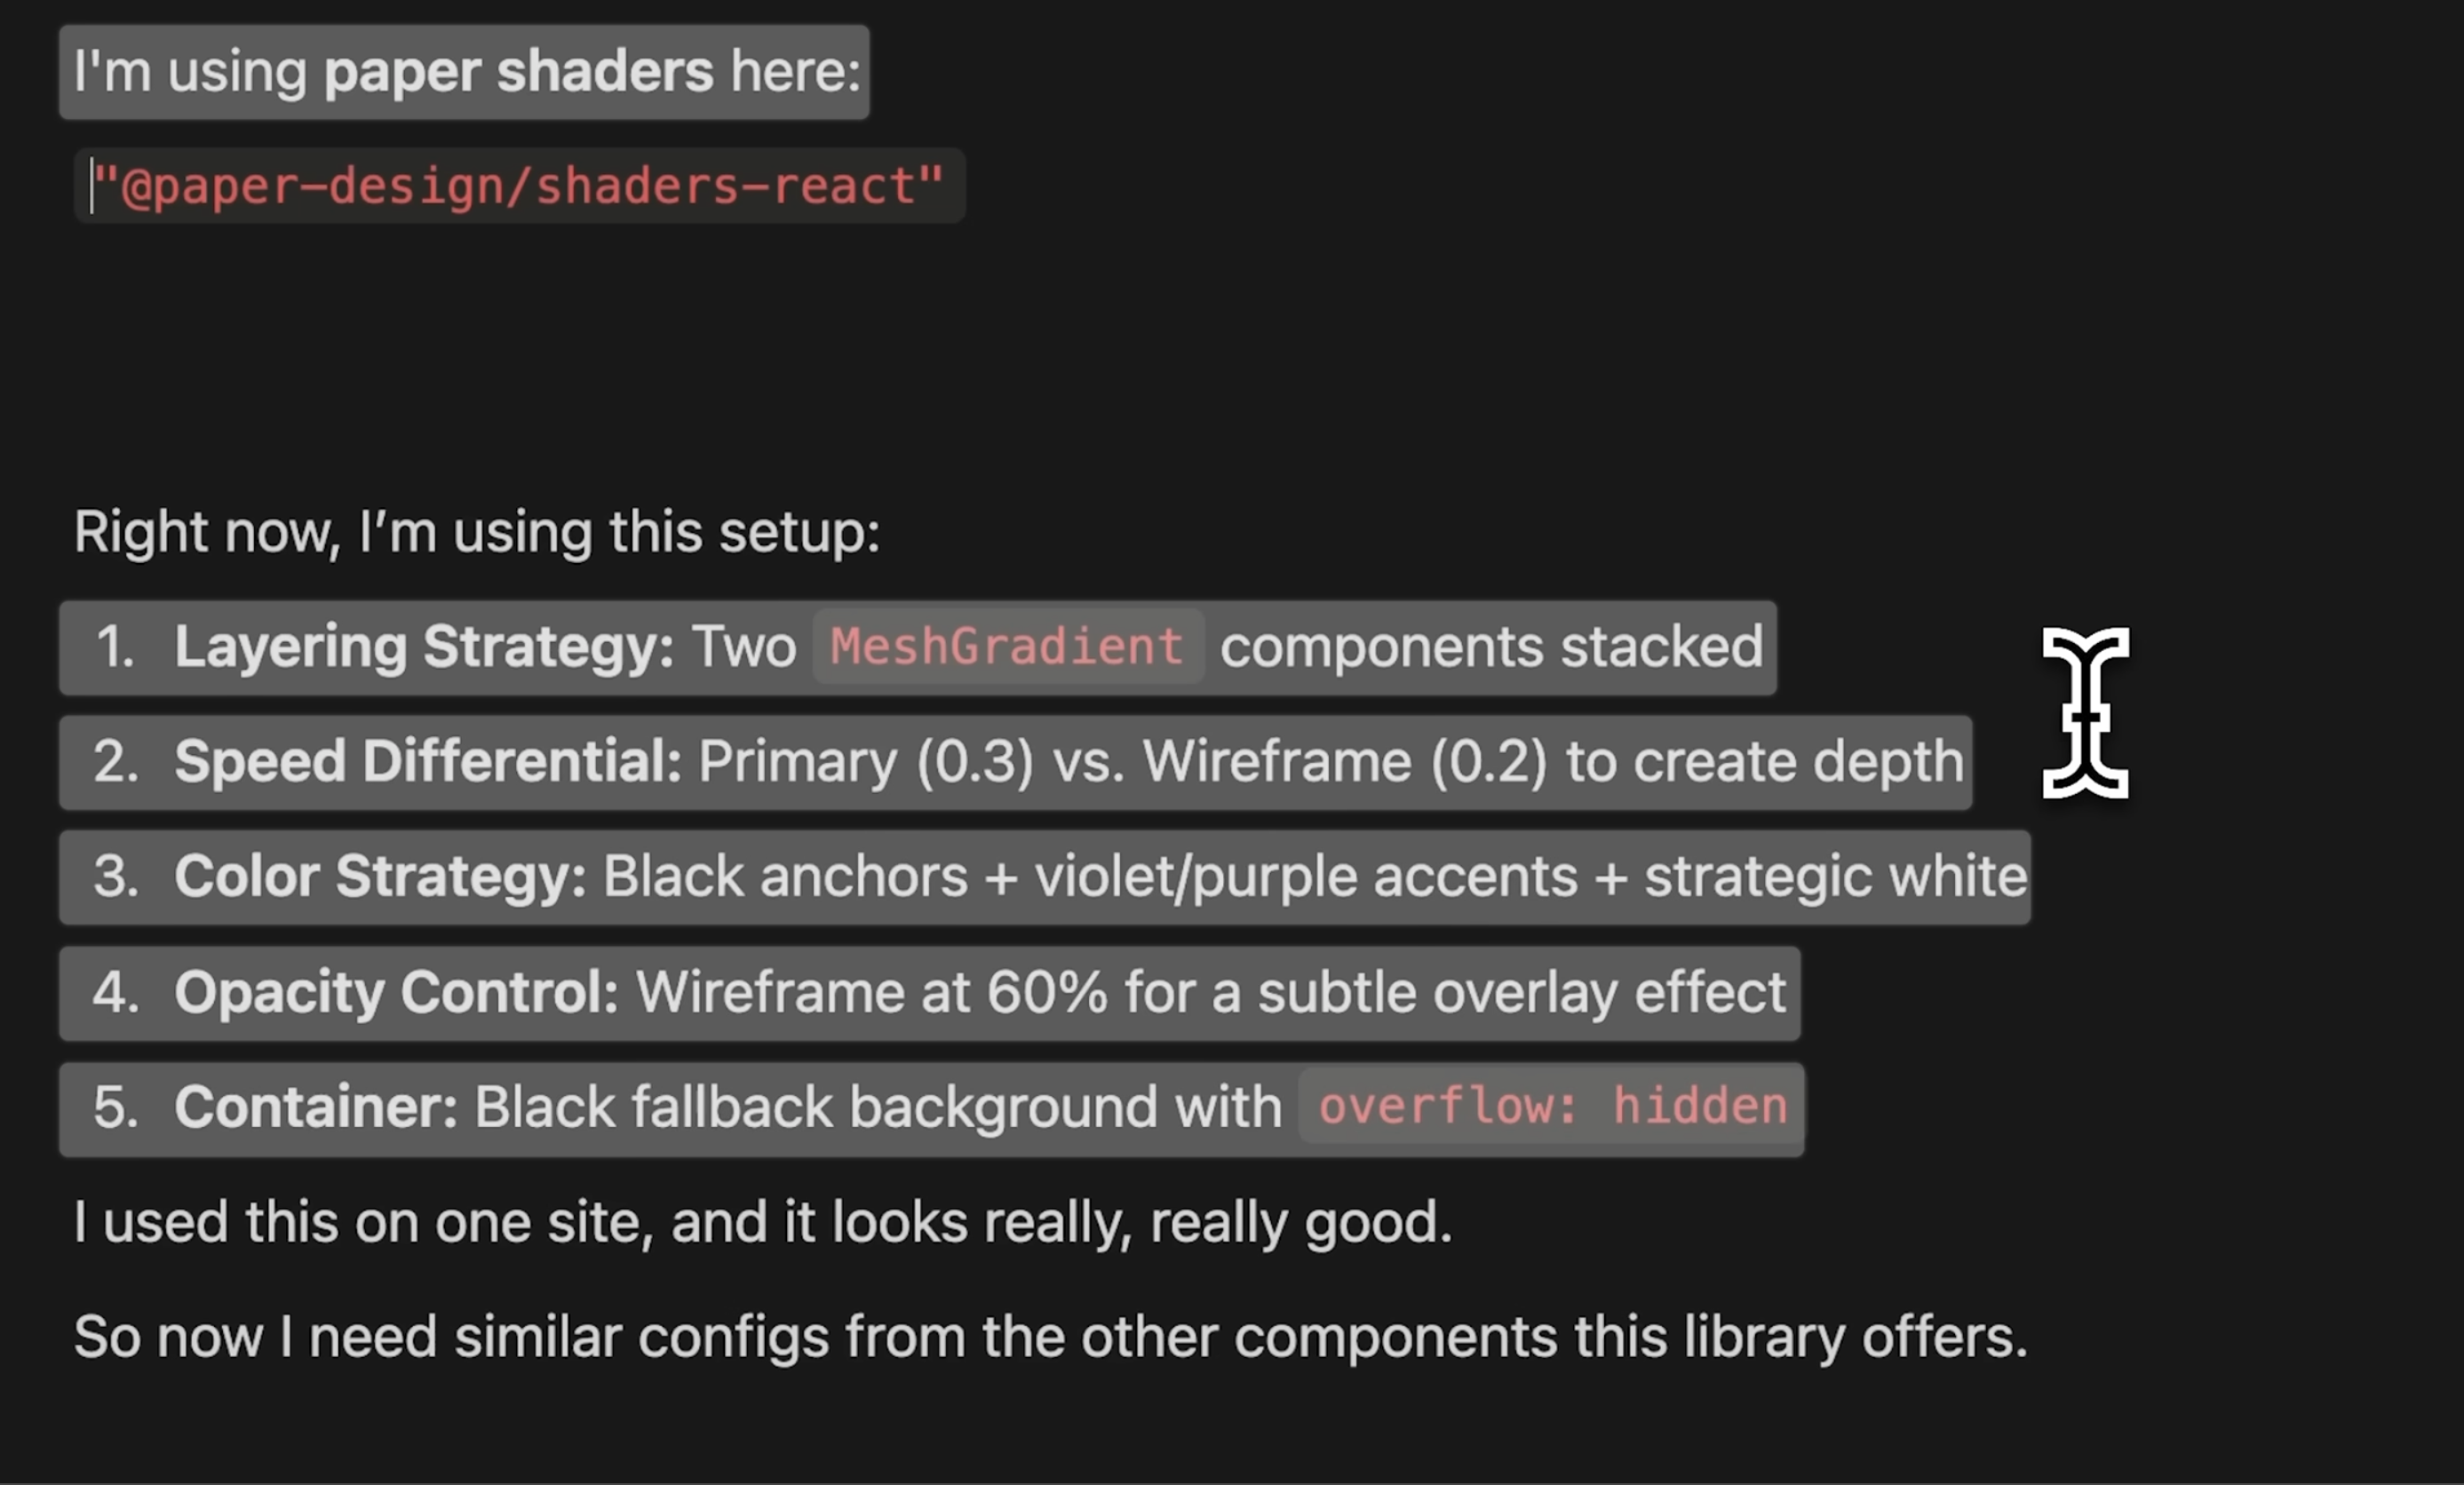 I'm using paper shaders here:
"@paper-design/shaders-react"
Right now, I’m using this setup:
1. Layering Strategy: Two MeshGradient components stacked
2. Speed Differential: Primary (0.3) vs. Wireframe (0.2) to create depth
3. Color Strategy: Black anchors + violet/purple accents + strategic white
4. Opacity Control: Wireframe at 60% for a subtle overlay effect
5. Container: Black fallback background with overflow: hidden
I used this on one site, and it looks really, really good.
So now I need similar configs from the other components this library offers.